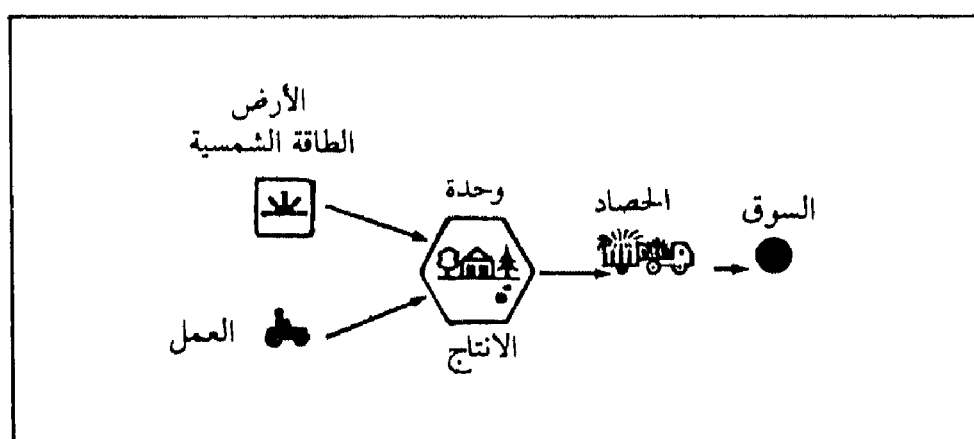 الأرض
الطاقة الشمسية
وحدة
الانتاج
الحصاد
السوق
العمل